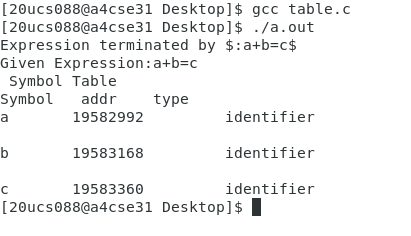 [20ucs088@a4cse31 Desktop]$ gcc table.c
[20ucs088@a4cse31 Desktop]$ ./a.out
Expression terminated by $:a+b=c$
Given Expression:a+b=c
 Symbol Table
Symbol   addr    type
a       19582992         identifier
b       19583168         identifier
c       19583360         identifier
[20ucs088@a4cse31 Desktop]$